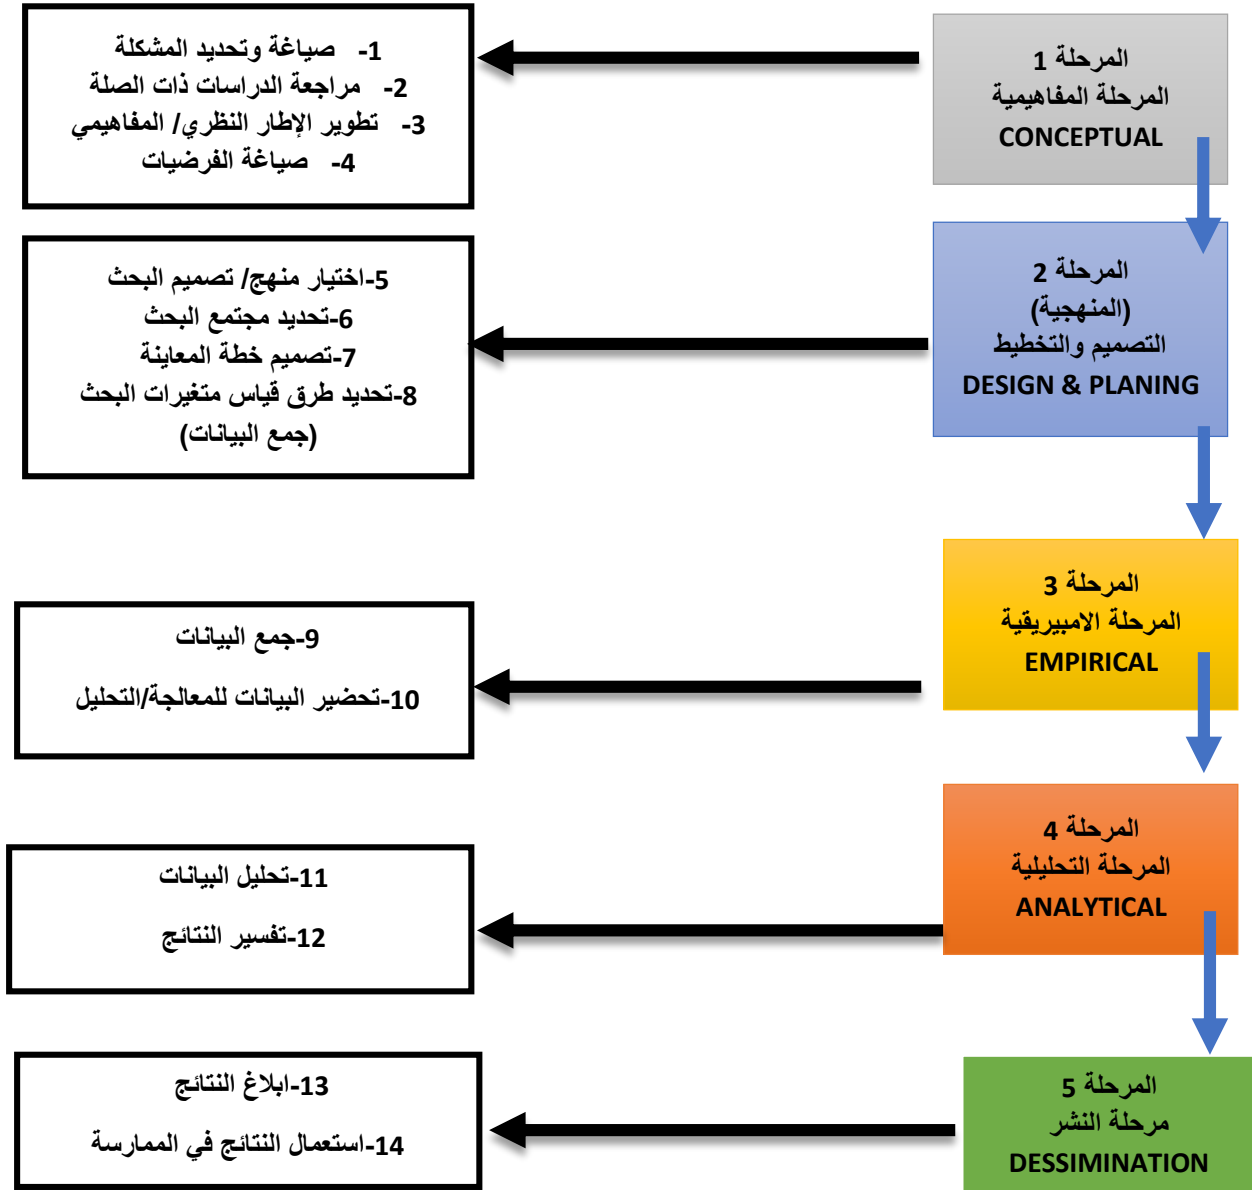 المرحلة 1
المرحلة المفاهيمية
CONCEPTUAL
1- صياغة وتحديد المشكلة
2- مراجعة الدراسات ذات الصلة
3- تطوير الإطار النظري/ المفاهيمي
4- صياغة الفرضيات
المرحلة 2
(المنهجية)
التصميم والتخطيط
DESIGN & PLANING
5-اختيار منهج/ تصميم البحث
6-تحديد مجتمع البحث
7-تصميم خطة المعاينة
8-تحديد طرق قياس متغيرات البحث
(جمع البيانات)
المرحلة 3
المرحلة الامبيريقية
EMPIRICAL
9-جمع البيانات
10-تحضير البيانات للمعالجة/التحليل
المرحلة 4
المرحلة التحليلية
ANALYTICAL
11-تحليل البيانات
12-تفسير النتائج
المرحلة 5
مرحلة النشر
DESSIMINATION
13-ابلاغ النتائج
14-استعمال النتائج في الممارسة